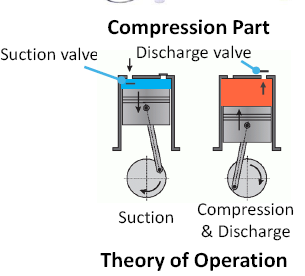 Compression Part
Suction valve
Discharge valve
Suction
Compression
& Discharge
Theory of Operation